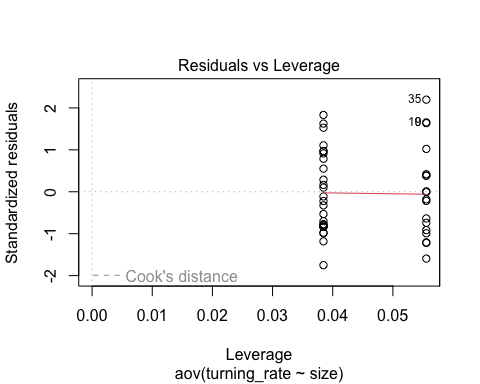 Residuals vs Leverage
Standardized residuals
2
1
0
-1
-2
35
Cook's distance
0.00 0.01 0.02 0.03 0.04 0.05
Leverage
aov(turning_rate ~ size)